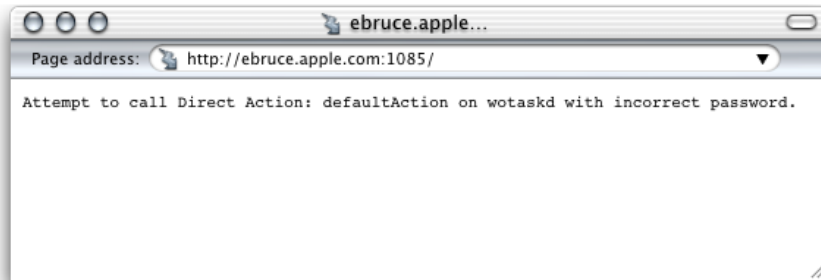 ebruce.apple...
Page address: http://ebruce.apple.com:1085/
Attempt to call Direct Action: defaultAction on wotaskd with incorrect password.